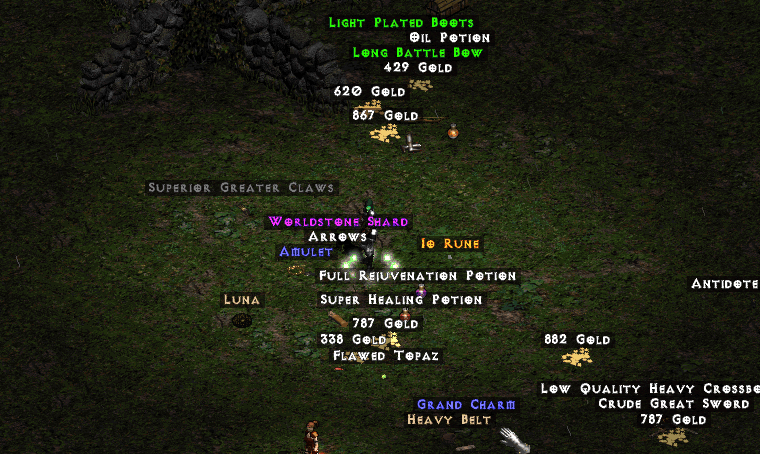 Light Plated Boots
Oil Potion
Long Battle Bow
429 Gold
620 Gold
867 Gold
Superior Greater Claws
Worldstone Shard
Arrows
Io Rune
Amulet
Full Rejuvenation Potion
Antidote
Luna
Super Healing Potion
787 Gold
338 Gold
882 Gold
Flawed Topaz
Low Quality Heavy Crossbo
Grand Charm
Crude Great Sword
Heavy Belt
787 Gold